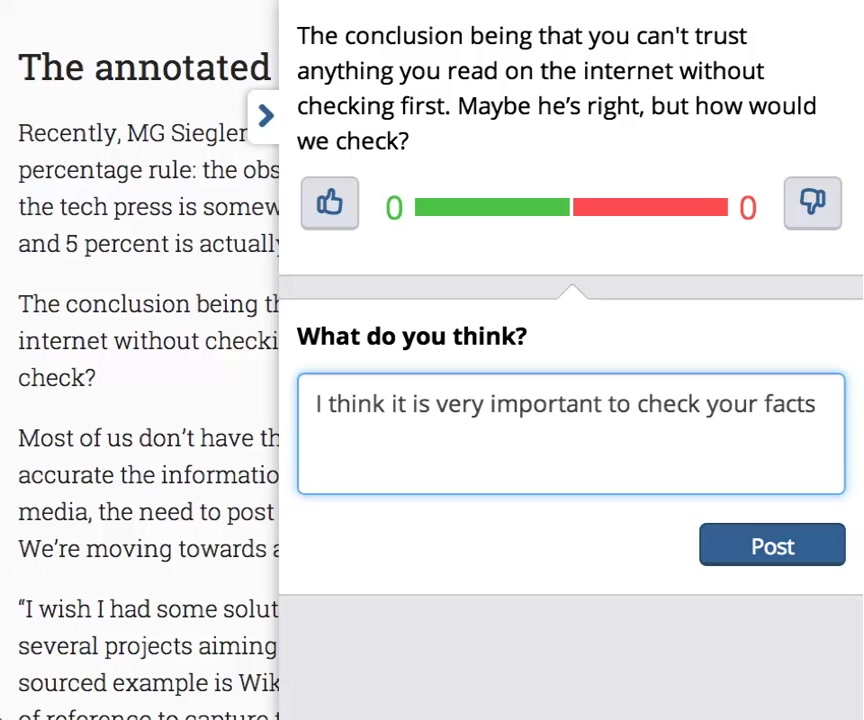 The annotated
Recently, MG Siegler
percentage rule: the obs
the tech press is somew
and 5 percent is actuall
The conclusion being th
internet without checki
check?
Most of us don’t have th
accurate the informatio
media, the need to post
We’re moving towards a
“I wish I had some solut
several projects aiming
sourced example is Wik
of reference to capture
The conclusion being that you can't trust
anything you read on the internet without
checking first. Maybe he’s right, but how would
we check?
0 0
What do you think?
I think it is very important to check your facts
Post